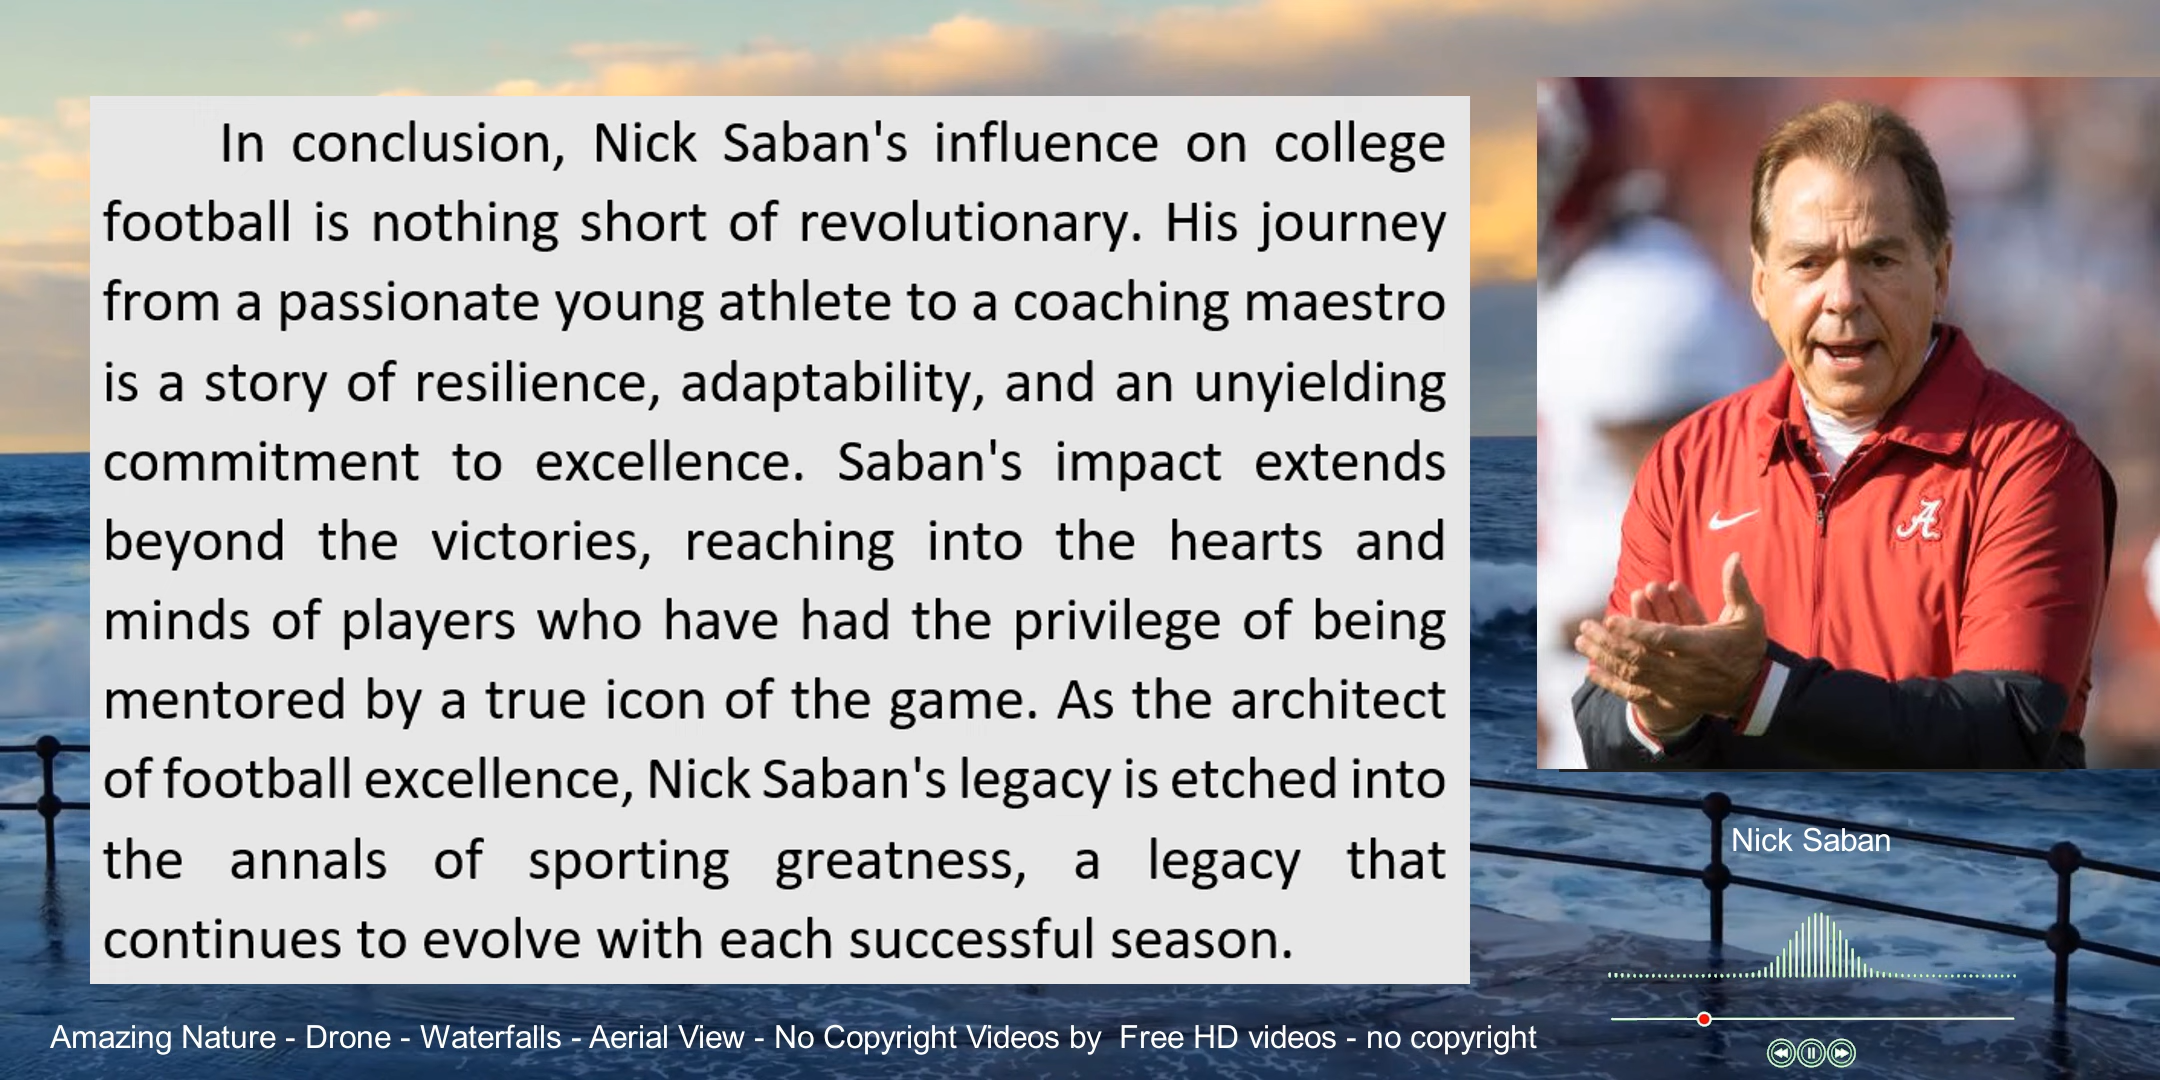 In conclusion, Nick Saban's influence on college
football is nothing short of revolutionary. His journey
from a passionate young athlete to a coaching maestro
is a story of resilience, adaptability, and an unyielding
commitment to excellence. Saban's impact extends
beyond the victories, reaching into the hearts and
minds of players who have had the privilege of being
mentored by a true icon of the game. As the architect
of football excellence, Nick Saban's legacy is etched into
the annals of sporting greatness, a legacy that
continues to evolve with each successful season.
A
Nick Saban
Amazing Nature - Drone - Waterfalls - Aerial View - No Copyright Videos by  Free HD videos - no copyright